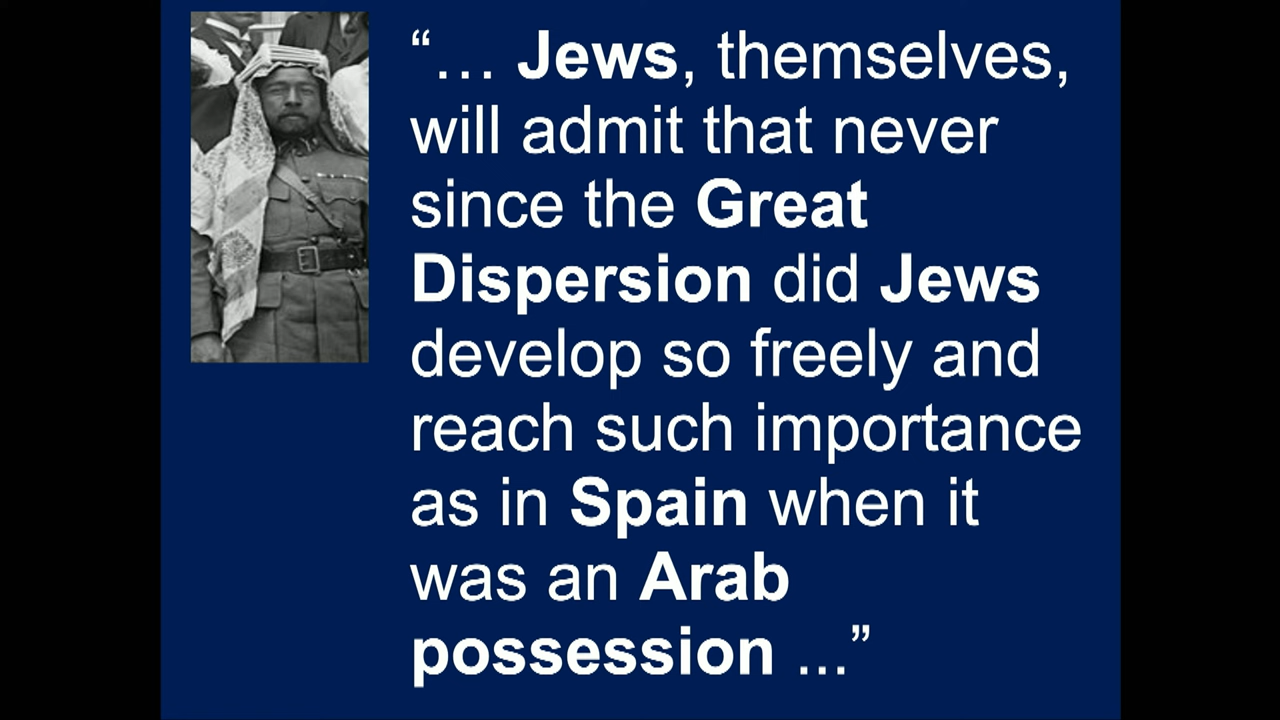 “… Jews, themselves,
will admit that never
since the Great
Dispersion did Jews
develop so freely and
reach such importance
as in Spain when it
was an Arab
possession ...”